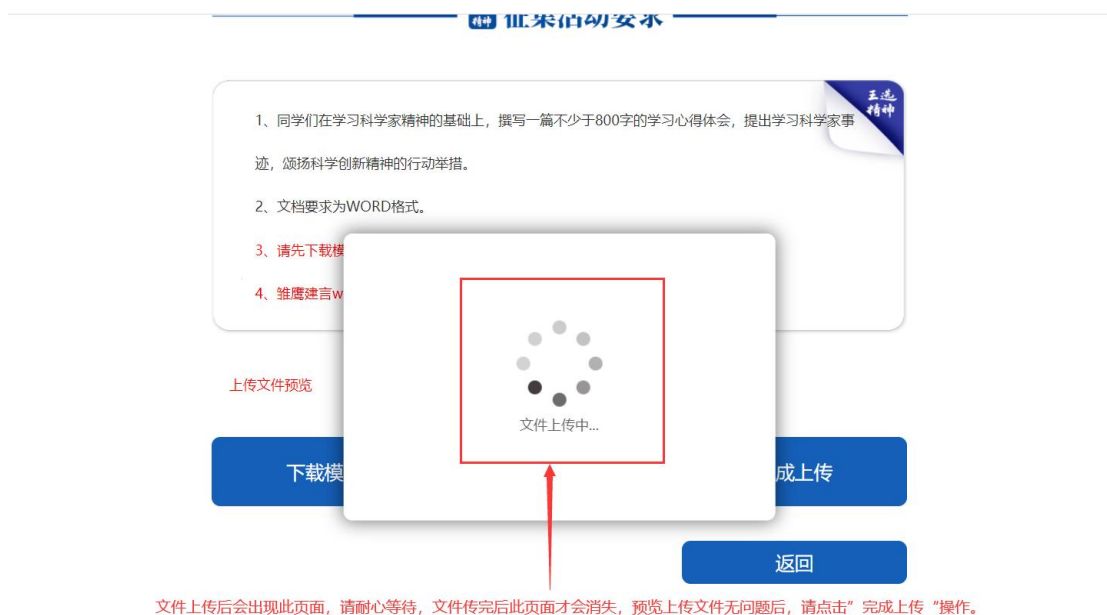 精神 征集活动要求
王选
精神
1、同学们在学习科学家精神的基础上，撰写一篇不少于800字的学习心得体会，提出学习科学家事
迹，颂扬科学创新精神的行动举措。
2、文档要求为WORD格式。
3、请先下载模
4、雏鹰建言w
文件上传中...
上传文件预览
下载模
成上传
返回
文件上传后会出现此页面，请耐心等待，文件传完后此页面才会消失，预览上传文件无问题后，请点击”完成上传“操作。